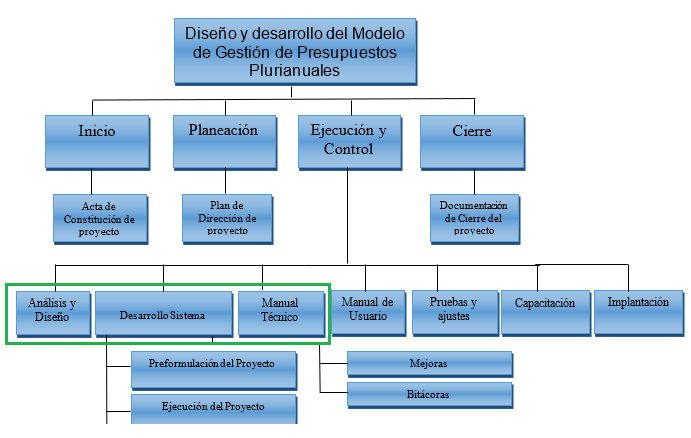 Diseño y desarrollo del Modelo
de Gestión de Presupuestos
Plurianuales
Inicio
Planeación
Ejecución y
Control
Cierre
Acta de
Constitución de
proyecto
Plan de
Dirección de
proyecto
Documentación
de Cierre del
proyecto
Análisis y
Diseño
Desarrollo Sistema
Manual
Técnico
Manual de
Usuario
Pruebas y
ajustes
Capacitación
Implantación
Preformulación del Proyecto
Mejoras
Bitácoras
Ejecución del Proyecto